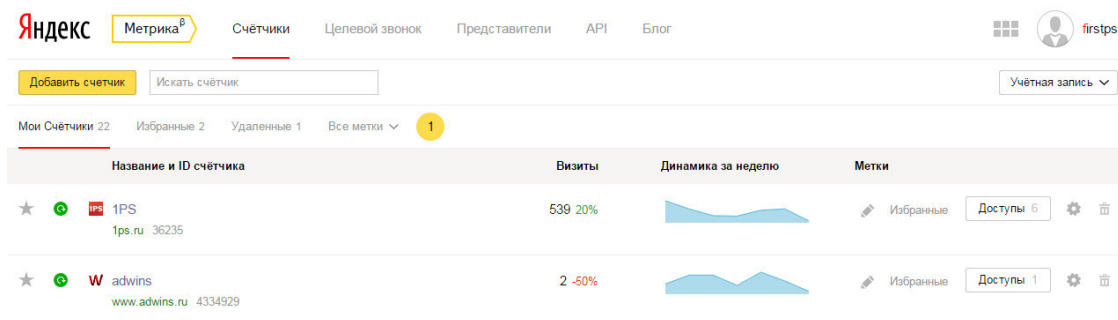 Яндекс Метрика β Счётчики Целевой звонок Представители API Блог firstps
Добавить счетчик Искать счётчик Учётная запись
Мои Счётчики 22 Избранные 2 Удаленные 1 Все метки 1
Название и ID счётчика Визиты Динамика за неделю Метки
1PS 1PS 539 20% Избранные Доступы 6
1ps.ru 36235
W adwins 2 -50% Избранные Доступы 1
www.adwins.ru 4334929